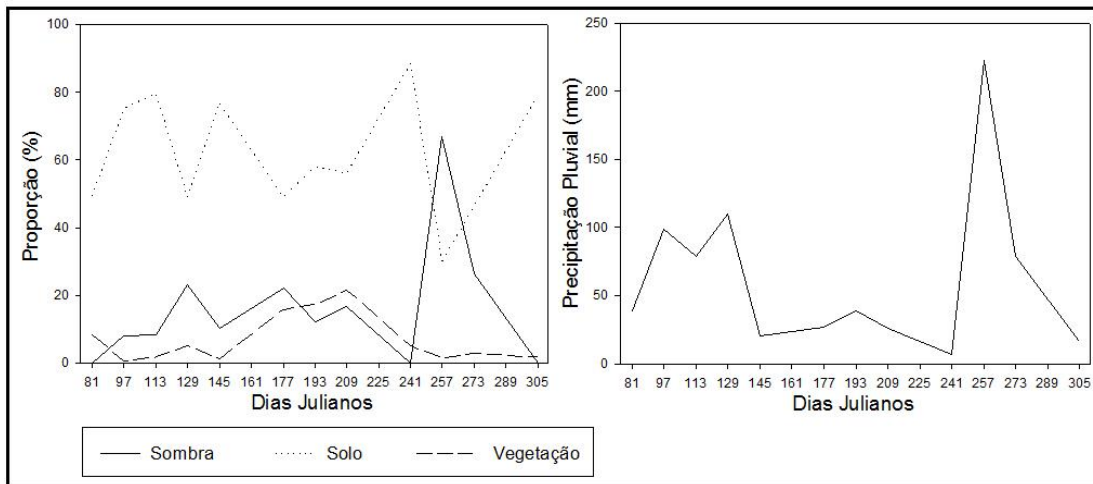 Proporção (%)
100
80
60
40
20
0
81 97 113 129 145 161 177 193 209 225 241 257 273 289 305
Dias Julianos
Precipitação Pluvial (mm)
250
200
150
100
50
0
81 97 113 129 145 161 177 193 209 225 241 257 273 289 305
Dias Julianos
Sombra Solo Vegetação